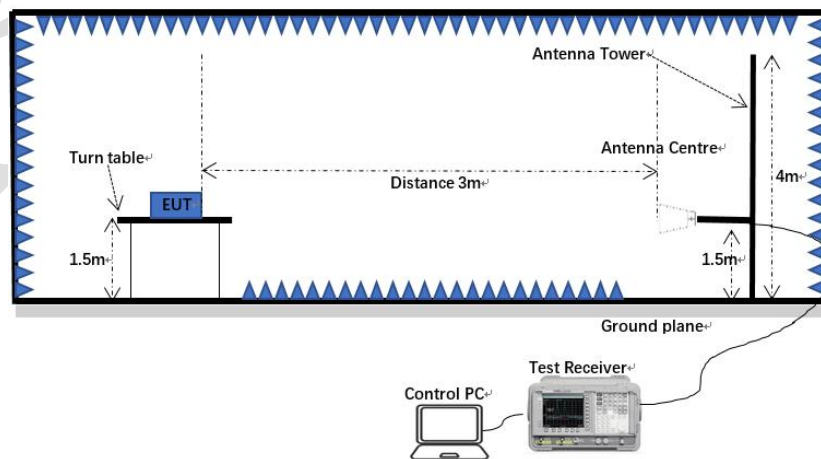 Antenna Tower
Turn table
Antenna Centre
Distance 3m
4m
EUT
1.5m
1.5m
Ground plane
Test Receiver
Control PC